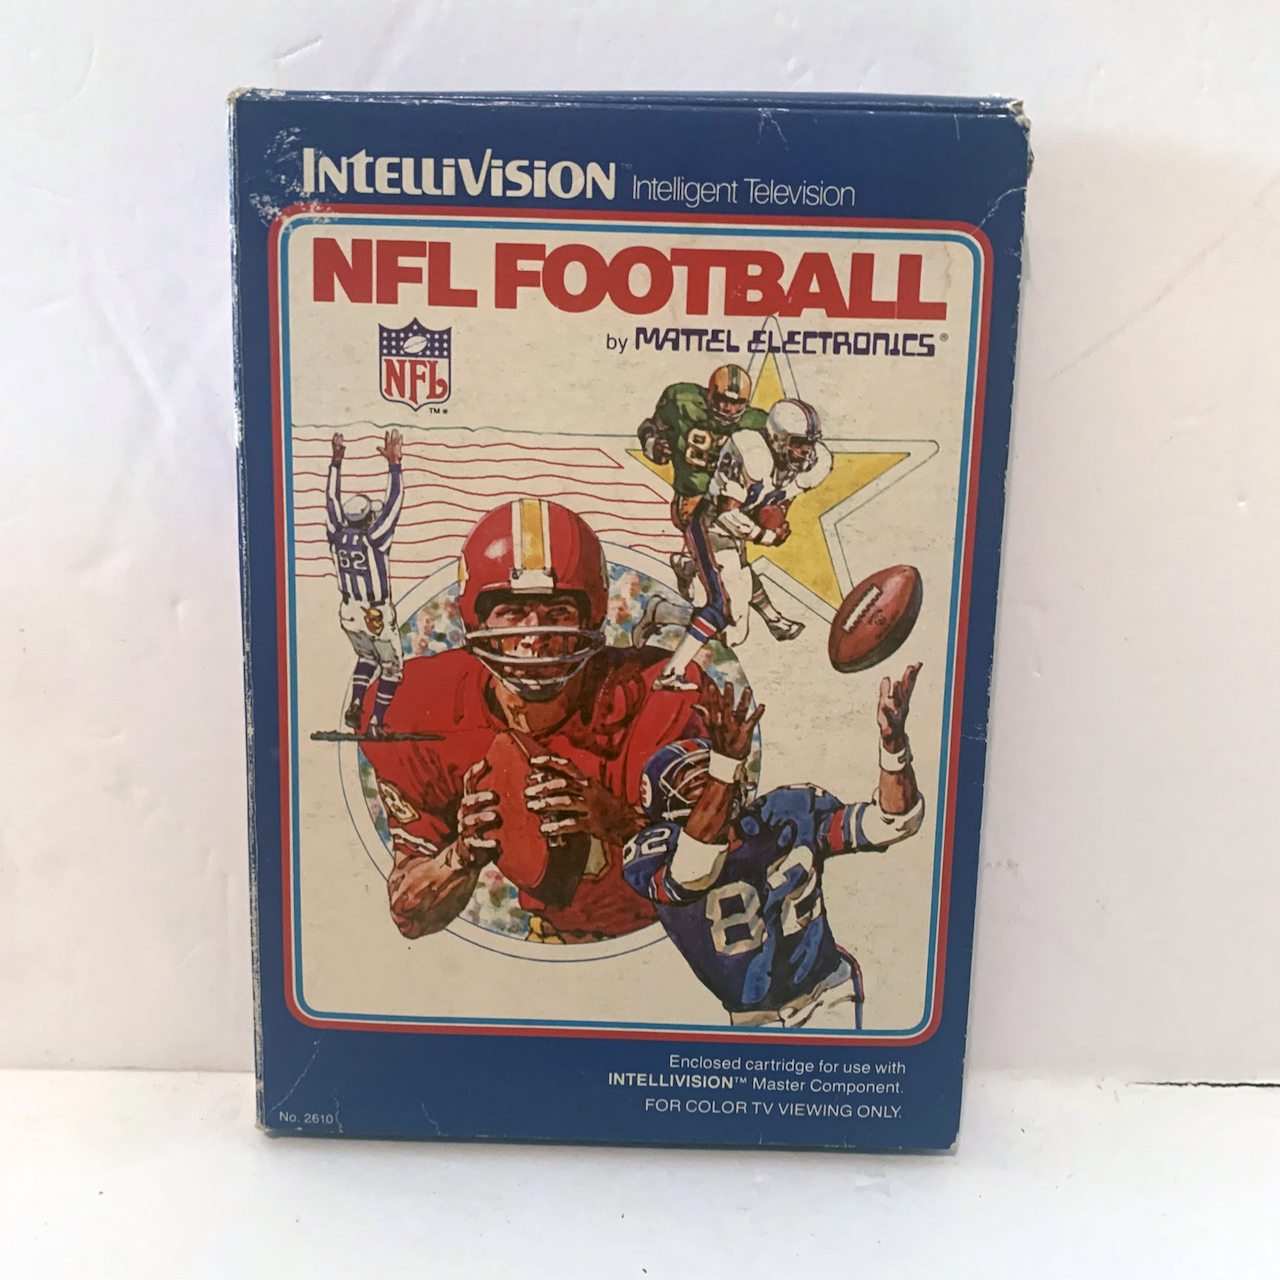 INTELLIVISION Intelligent Television
NFL FOOTBALL
by MATTEL ELECTRONICS®
NFL
TM*
62
82
82
No. 2610
Enclosed cartridge for use with
INTELLIVISION™ Master Component.
FOR COLOR TV VIEWING ONLY.